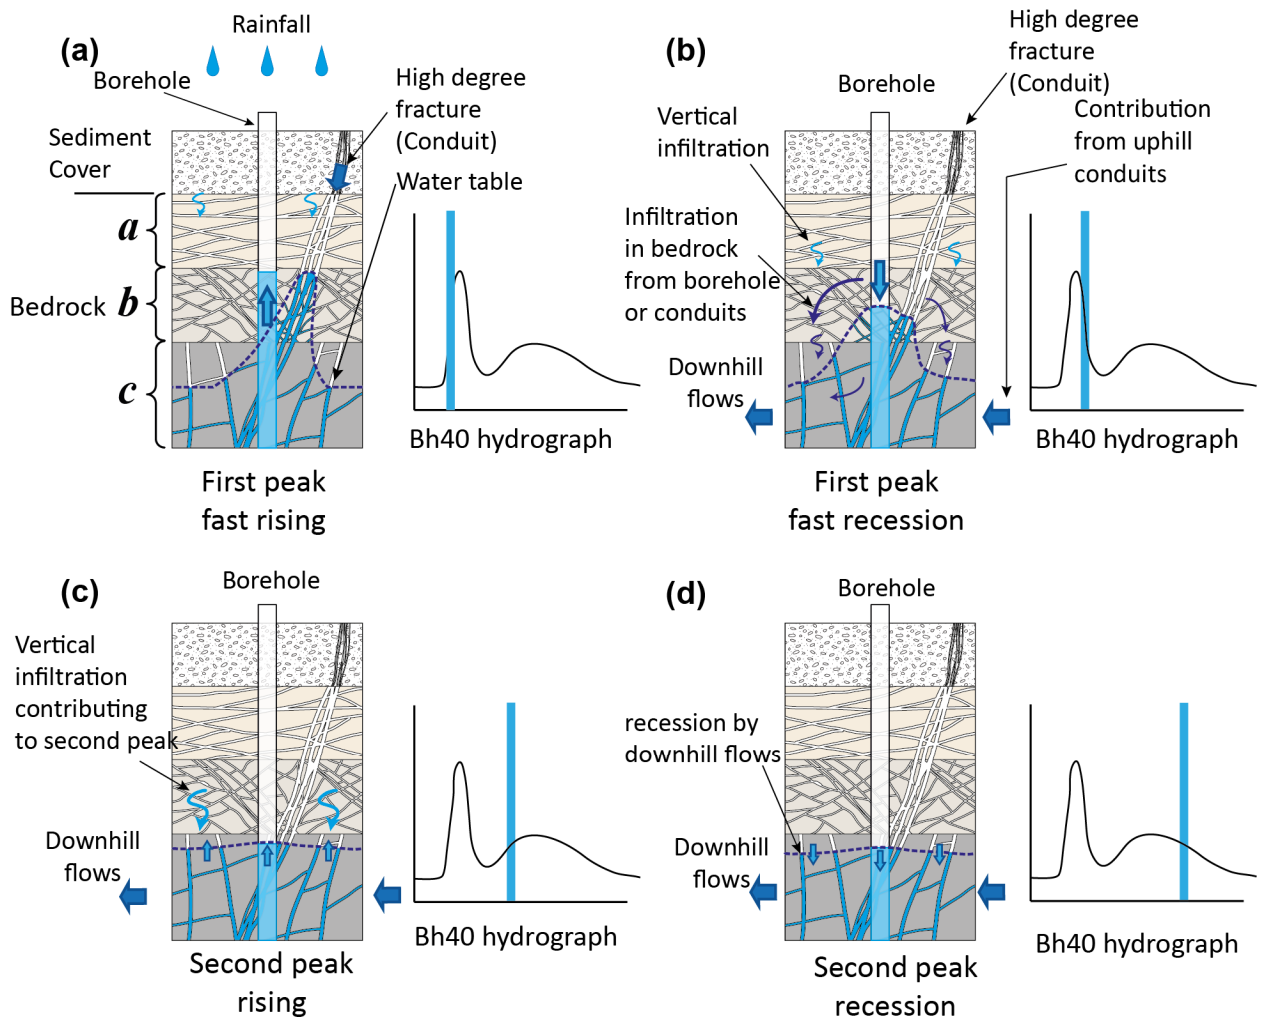 (a)
Rainfall
Borehole
High degree
fracture
(Conduit)
Sediment
Cover
Water table
a
Bedrock
b
c
Bh40 hydrograph
First peak
fast rising
(b)
High degree
fracture
(Conduit)
Borehole
Contribution
from uphill
conduits
Vertical
infiltration
Infiltration
in bedrock
from borehole
or conduits
Downhill
flows
Bh40 hydrograph
First peak
fast recession
(c)
Borehole
Vertical
infiltration
contributing
to second peak
Downhill
flows
Bh40 hydrograph
Second peak
rising
(d)
Borehole
recession by
downhill flows
Downhill
flows
Bh40 hydrograph
Second peak
recession